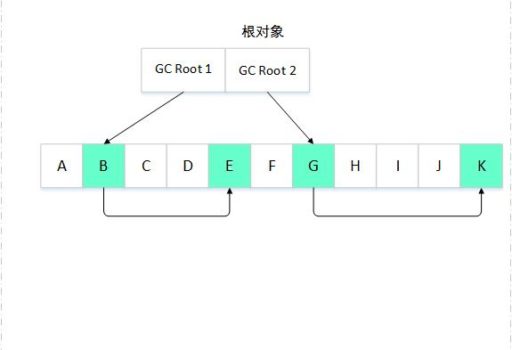 根对象
GC Root 1 GC Root 2
A B C D E F G H I J K